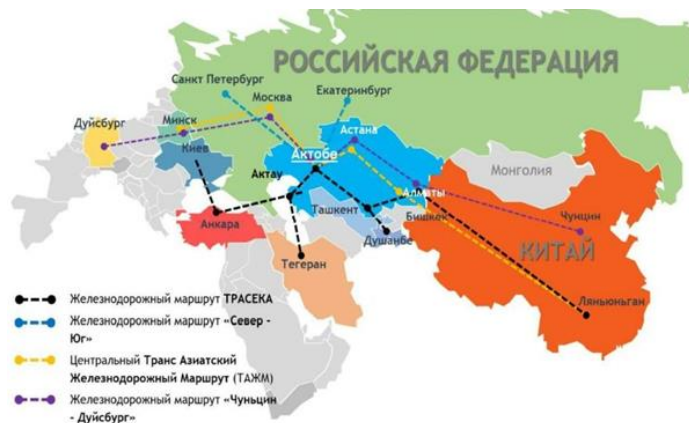 РОССИЙСКАЯ ФЕДЕРАЦИЯ
Санкт Петербург
Екатеринбург
Москва
Дуйсбург
Минск
Астана
Киев
Актобе
Монголия
Актау
Алматы
Ташкент
Бишкек
Чунцин
Анкара
Душанбе
КИТАЙ
Тегеран
Ляньюньган
Железнодорожный маршрут ТРАСЕКА
Железнодорожный маршрут «Север -
Юг»
Центральный Транс Азиатский
Железнодорожный Маршрут (ТАЖМ)
Железнодорожный маршрут «Чуньцин
- Дуйсбург»